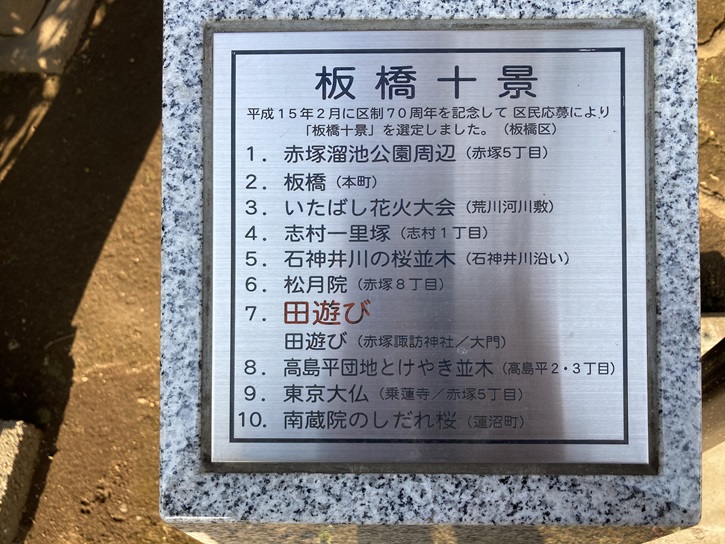 板橋十景
平成15年2月に区制70周年を記念して 区民応募により
「板橋十景」を選定しました。（板橋区）
1．赤塚溜池公園周辺（赤塚5丁目）
2．板橋（本町）
3．いたばし花火大会（荒川河川敷）
4．志村一里塚（志村1丁目）
5．石神井川の桜並木（石神井川沿い）
6．松月院（赤塚8丁目）
7．田遊び
田遊び（赤塚諏訪神社／大門）
8．高島平団地とけやき並木（高島平2・3丁目）
9．東京大仏（乗蓮寺／赤塚5丁目）
10．南蔵院のしだれ桜（蓮沼町）